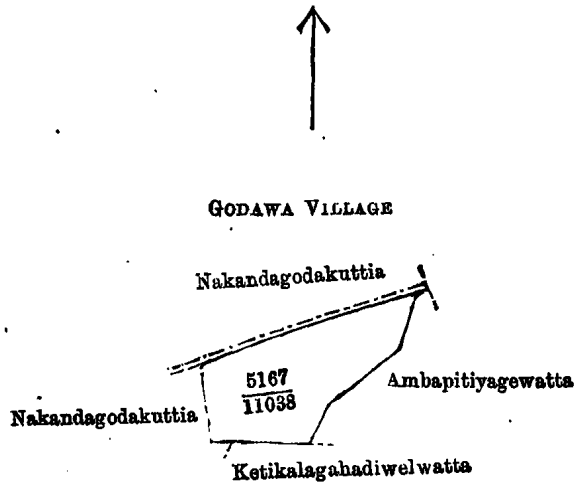 GODAWA VILLAGE
Nakandagodakuttia
5167
11038
Ambapitiyagewatta
Nakandagodakuttia
Ketikalagahadiwelwatta